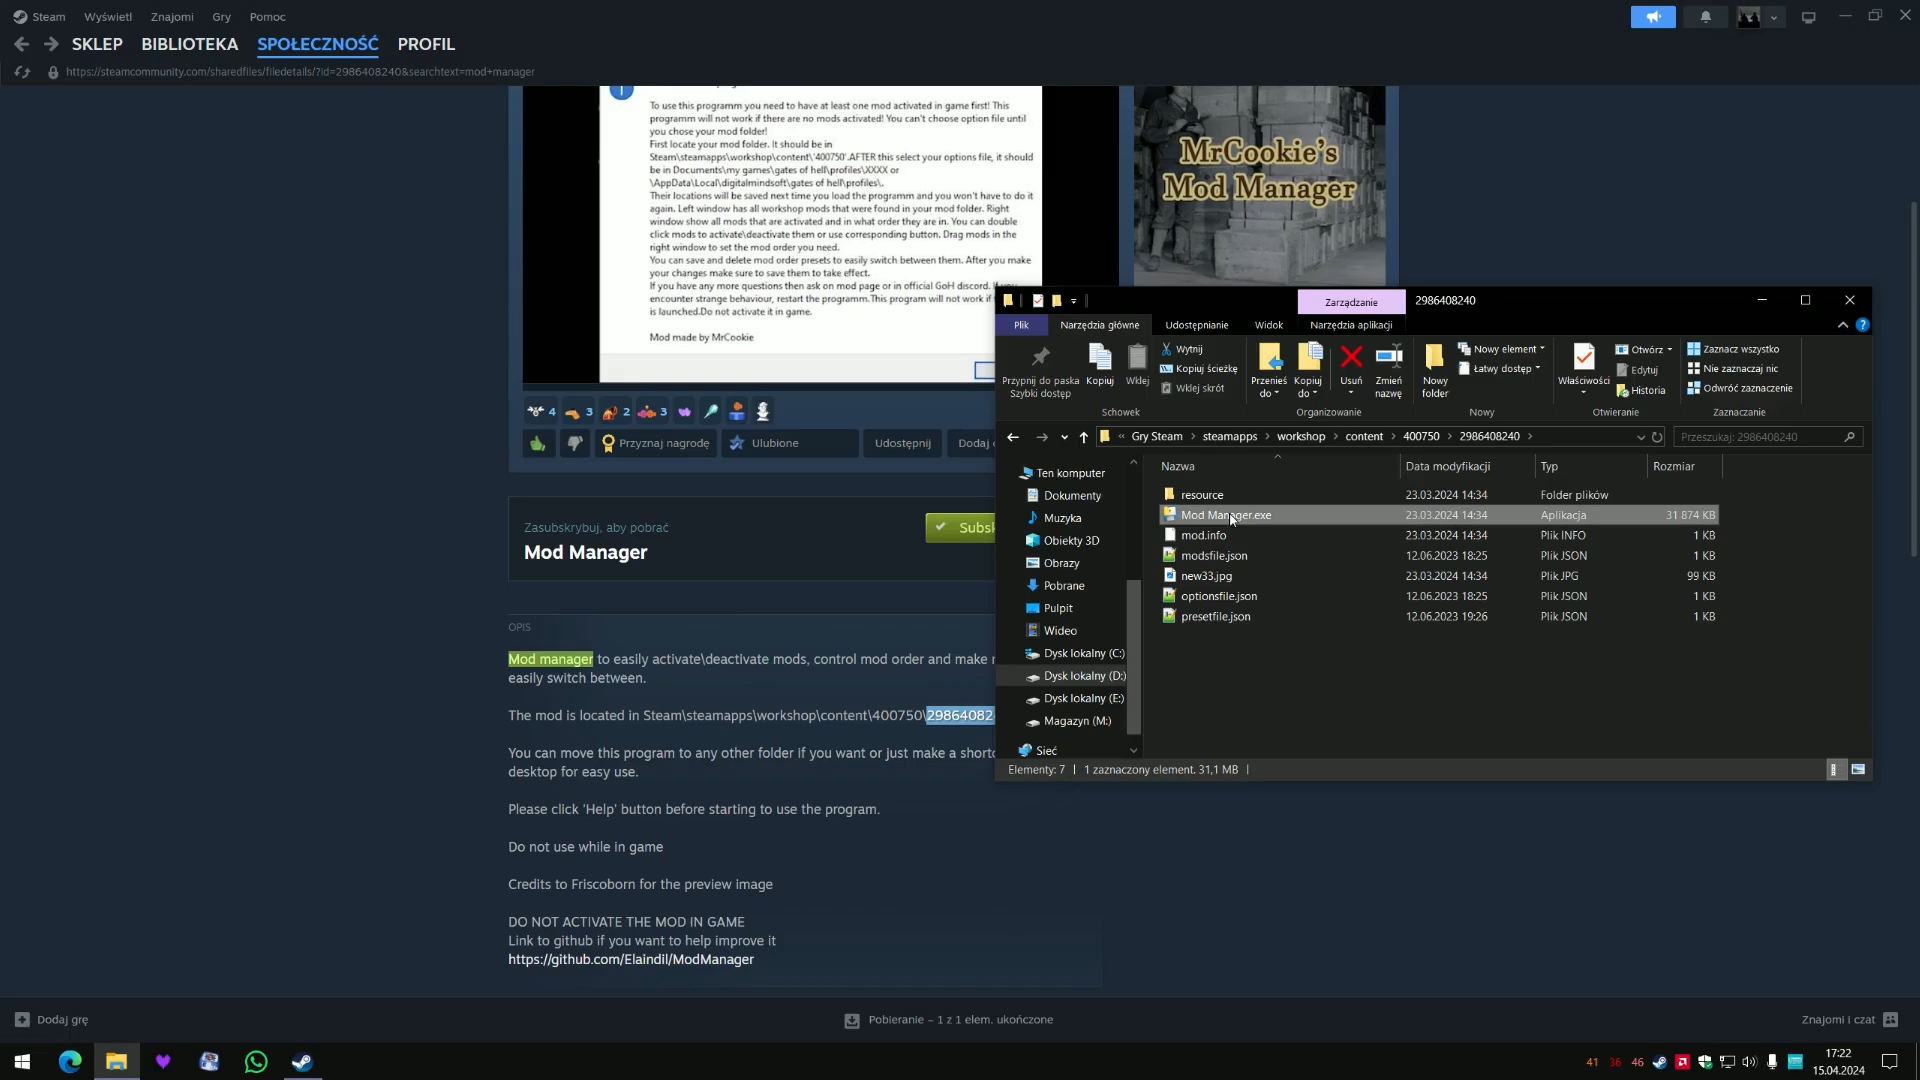 Steam Wyświetl Znajomi Gry Pomoc
SKLEP BIBLIOTEKA SPOŁECZNOŚĆ PROFIL
https://steamcommunity.com/sharedfiles/filedetails/?id=2986408240&searchtext=mod+manager
To use this programm you need to have at least one mod activated in game first! This
programm will not work if there are no mods activated! You can't choose option file until
you chose your mod folder!
First locate your mod folder. It should be in
Steam\steamapps\workshop\content\'400750'.AFTER this select your options file, it should
be in Documents\my games\gates of hell\profiles\XXXX or
\AppData\Local\digitalmindsoft\gates of hell\profiles\.
Their locations will be saved next time you load the programm and you won't have to do it
again. Left window has all workshop mods that were found in your mod folder. Right
window show all mods that are activated and in what order they are in. You can double
click mods to activate\deactivate them or use corresponding button. Drag mods in the
right window to set the mod order you need.
You can save and delete mod order presets to easily switch between them. After you make
your changes make sure to save them to take effect.
If you have any more questions then ask on mod page or in official GoH discord. If you
encounter strange behaviour, restart the programm.This program will not work if
is launched.Do not activate it in game.
Mod made by MrCookie
MrCookie's
Mod Manager
4 3 2 3
Przyznaj nagrodę Ulubione Udostępnij Dodaj
Zasubskrybuj, aby pobrać
Mod Manager
Subsk
OPIS
Mod manager to easily activate\deactivate mods, control mod order and make
easily switch between.
The mod is located in Steam\steamapps\workshop\content\400750\29864082
You can move this program to any other folder if you want or just make a shortc
desktop for easy use.
Please click 'Help' button before starting to use the program.
Do not use while in game
Credits to Friscoborn for the preview image
DO NOT ACTIVATE THE MOD IN GAME
Link to github if you want to help improve it
https://github.com/Elaindil/ModManager
Zarządzanie 2986408240
Plik Narzędzia główne Udostępnianie Widok Narzędzia aplikacji
Przypnij do paska
Szybki dostęp
Kopiuj
Wklej
Wytnij
Kopiuj ścieżkę
Wklej skrót
Schowek
Przenieś
do
Kopiuj
do
Usuń
Zmień
nazwę
Organizowanie
Nowy
folder
Nowy element
Łatwy dostęp
Nowy
Właściwości
Otwórz
Edytuj
Historia
Otwieranie
Zaznacz wszystko
Nie zaznaczaj nic
Odwróć zaznaczenie
Zaznaczanie
« Gry Steam > steamapps > workshop > content > 400750 > 2986408240 >
Przeszukaj: 2986408240
Ten komputer
Dokumenty
Muzyka
Obiekty 3D
Obrazy
Pobrane
Pulpit
Wideo
Dysk lokalny (C:)
Dysk lokalny (D:)
Dysk lokalny (E:)
Magazyn (M:)
Sieć
Nazwa Data modyfikacji Typ Rozmiar
resource 23.03.2024 14:34 Folder plików
Mod Manager.exe 23.03.2024 14:34 Aplikacja 31 874 KB
mod.info 23.03.2024 14:34 Plik INFO 1 KB
modsfile.json 12.06.2023 18:25 Plik JSON 1 KB
new33.jpg 23.03.2024 14:34 Plik JPG 99 KB
optionsfile.json 12.06.2023 18:25 Plik JSON 1 KB
presetfile.json 12.06.2023 19:26 Plik JSON 1 KB
Elementy: 7 1 zaznaczony element. 31,1 MB
Dodaj grę
Pobieranie – 1 z 1 elem. ukończone
Znajomi i czat
41 36 46
17:22
15.04.2024